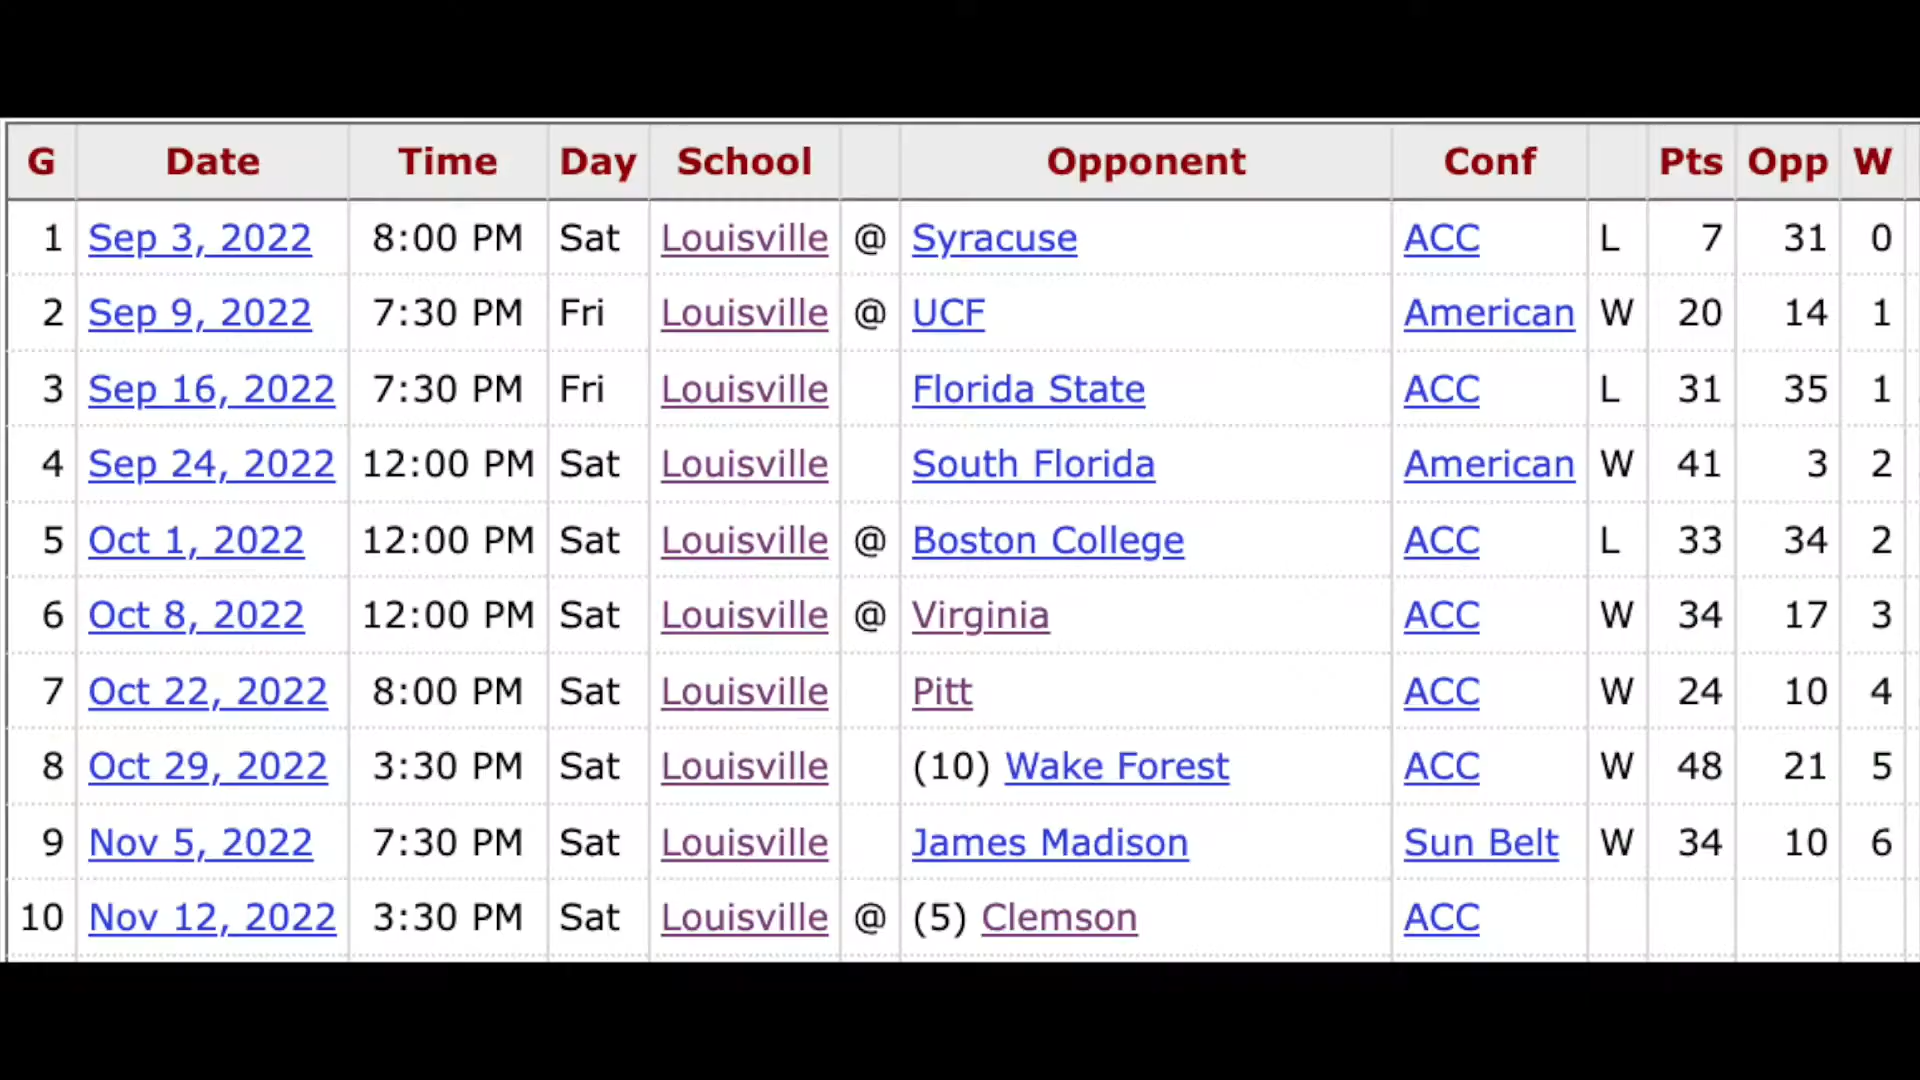 G Date Time Day School Opponent Conf Pts Opp W
1 Sep 3, 2022 8:00 PM Sat Louisville @ Syracuse ACC L 7 31 0
2 Sep 9, 2022 7:30 PM Fri Louisville @ UCF American W 20 14 1
3 Sep 16, 2022 7:30 PM Fri Louisville Florida State ACC L 31 35 1
4 Sep 24, 2022 12:00 PM Sat Louisville South Florida American W 41 3 2
5 Oct 1, 2022 12:00 PM Sat Louisville @ Boston College ACC L 33 34 2
6 Oct 8, 2022 12:00 PM Sat Louisville @ Virginia ACC W 34 17 3
7 Oct 22, 2022 8:00 PM Sat Louisville Pitt ACC W 24 10 4
8 Oct 29, 2022 3:30 PM Sat Louisville (10) Wake Forest ACC W 48 21 5
9 Nov 5, 2022 7:30 PM Sat Louisville James Madison Sun Belt W 34 10 6
10 Nov 12, 2022 3:30 PM Sat Louisville @ (5) Clemson ACC